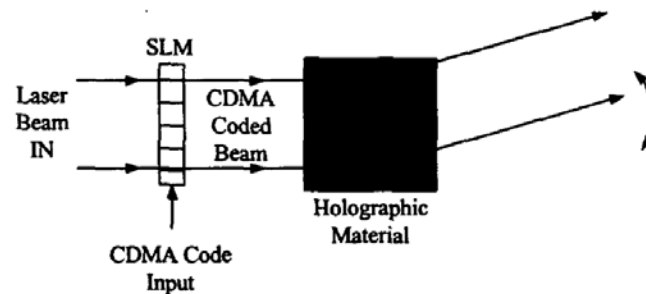 SLM
Laser
Beam
IN
CDMA
Coded
Beam
Holographic
Material
CDMA Code
Input